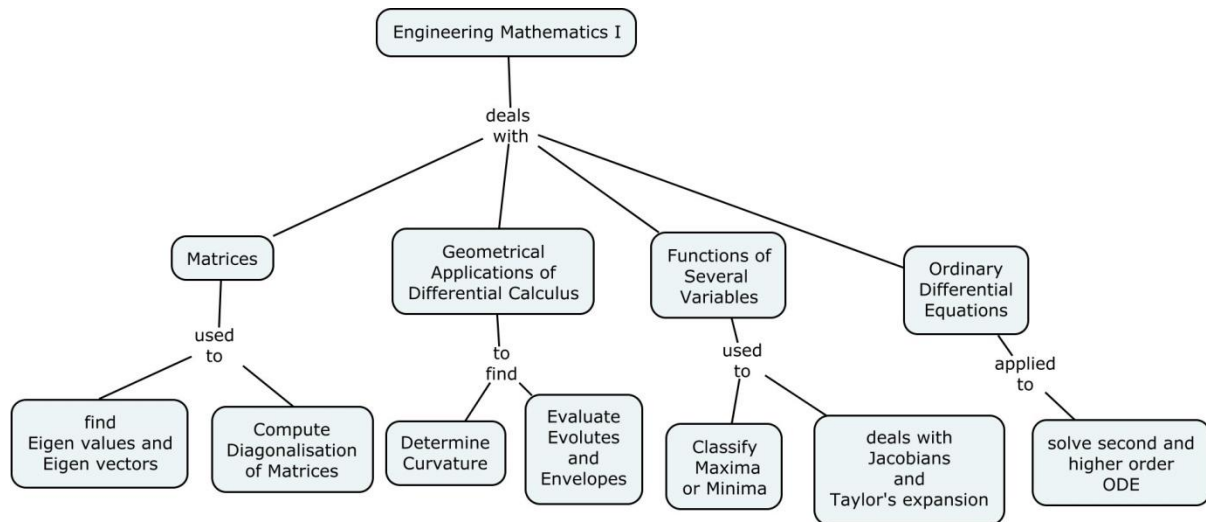 Engineering Mathematics I
deals
with
Matrices
Geometrical
Applications of
Differential Calculus
Functions of
Several
Variables
Ordinary
Differential
Equations
used
to
to
find
used
to
applied
to
find
Eigen values and
Eigen vectors
Compute
Diagonalisation
of Matrices
Determine
Curvature
Evaluate
Evolutes
and
Envelopes
Classify
Maxima
or Minima
deals with
Jacobians
and
Taylor's expansion
solve second and
higher order
ODE